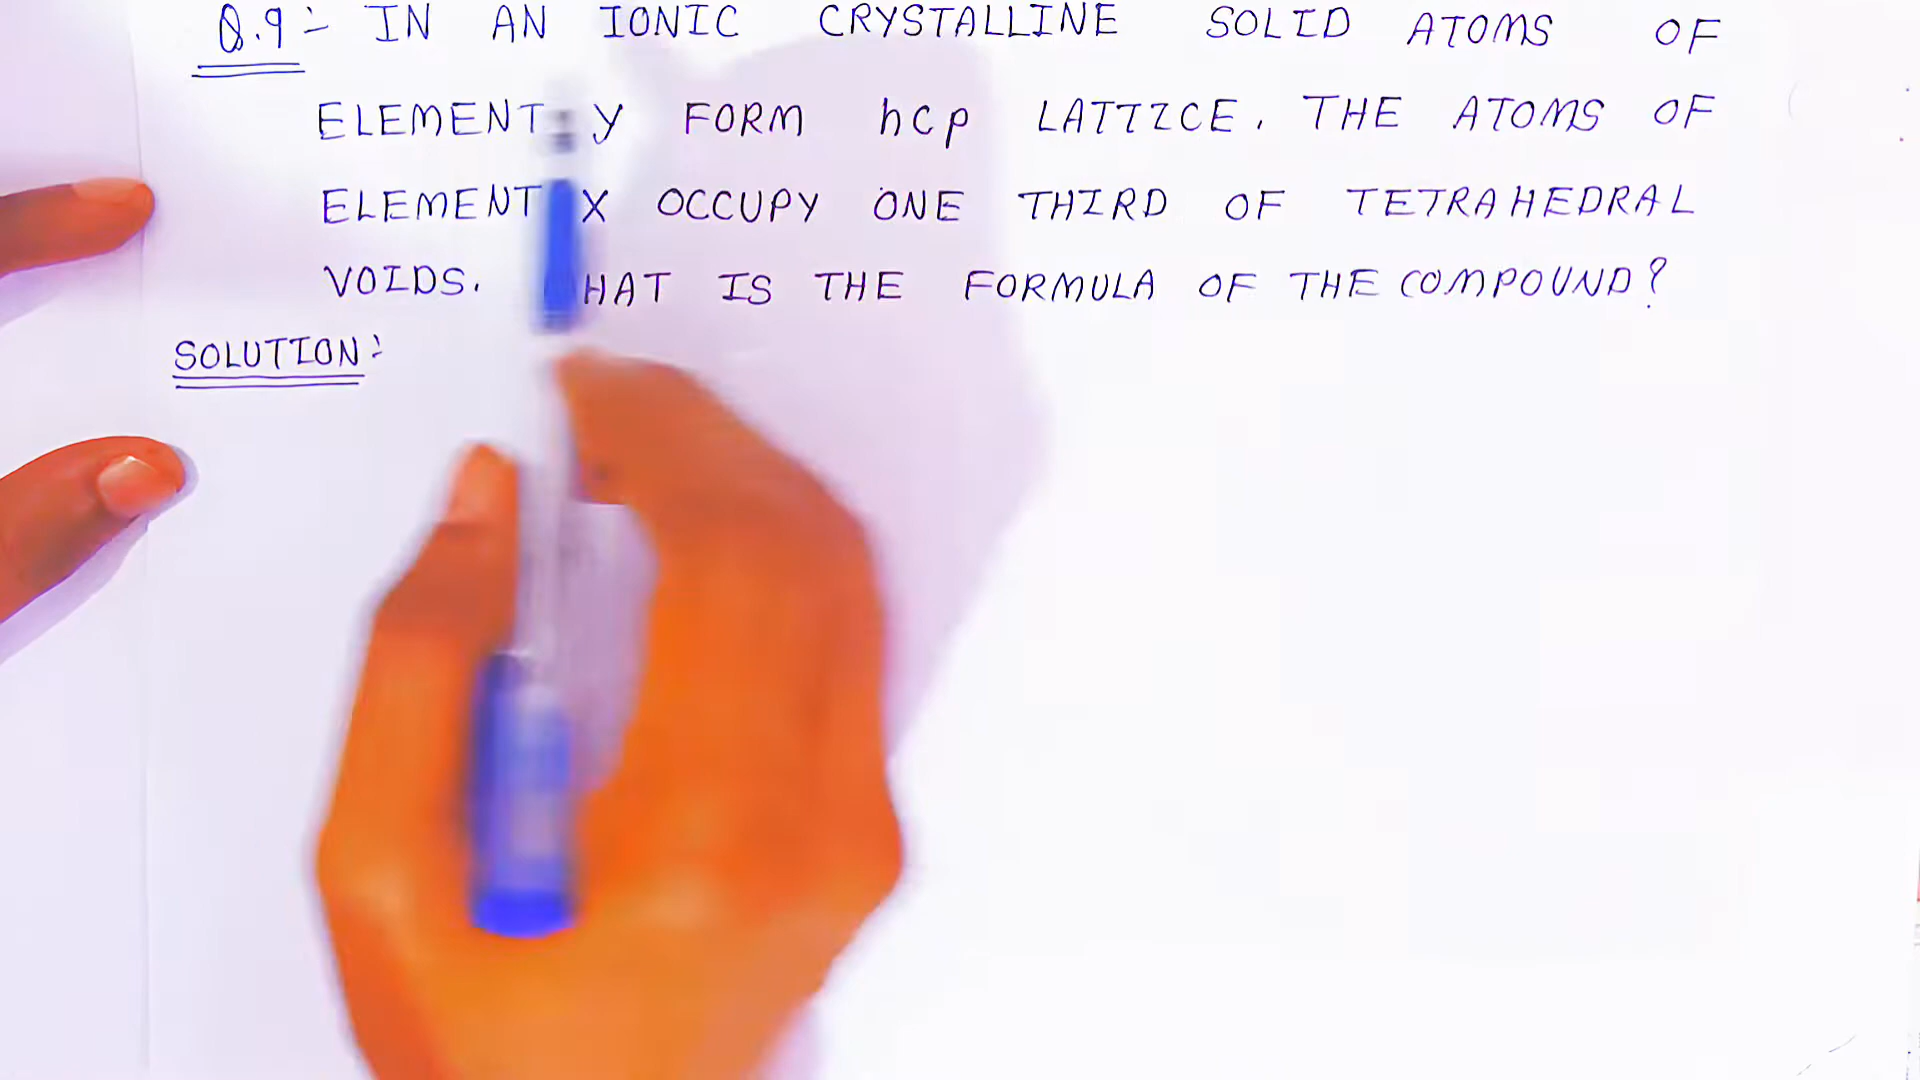 Q.9:- IN AN IONIC CRYSTALLINE SOLID ATOMS OF
ELEMENT y FORM hcp LATTICE. THE ATOMS OF
ELEMENT X OCCUPY ONE THIRD OF TETRAHEDRAL
VOIDS. HAT IS THE FORMULA OF THE COMPOUND?
SOLUTION:-